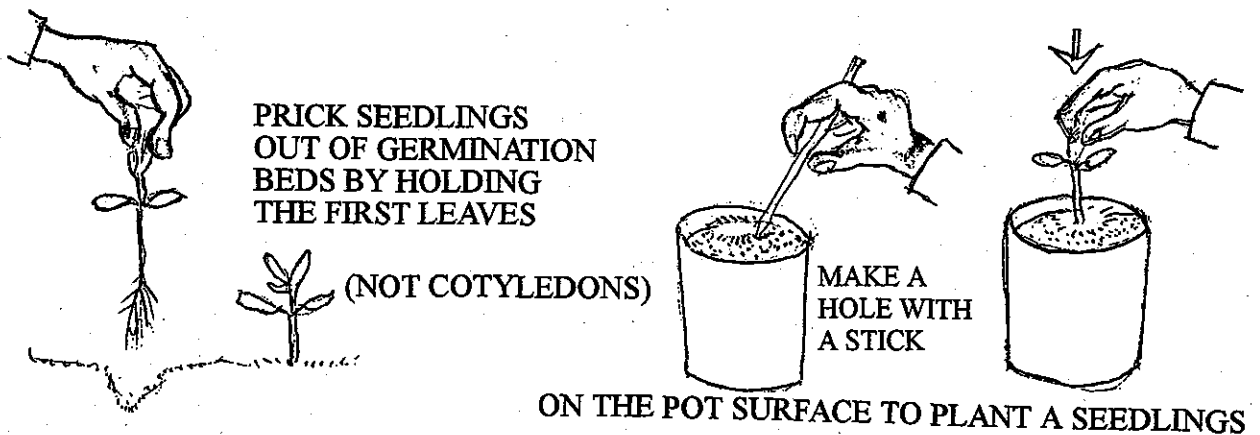 PRICK SEEDLINGS
OUT OF GERMINATION
BEDS BY HOLDING
THE FIRST LEAVES
(NOT COTYLEDONS)
MAKE A
HOLE WITH
A STICK
ON THE POT SURFACE TO PLANT A SEEDLINGS